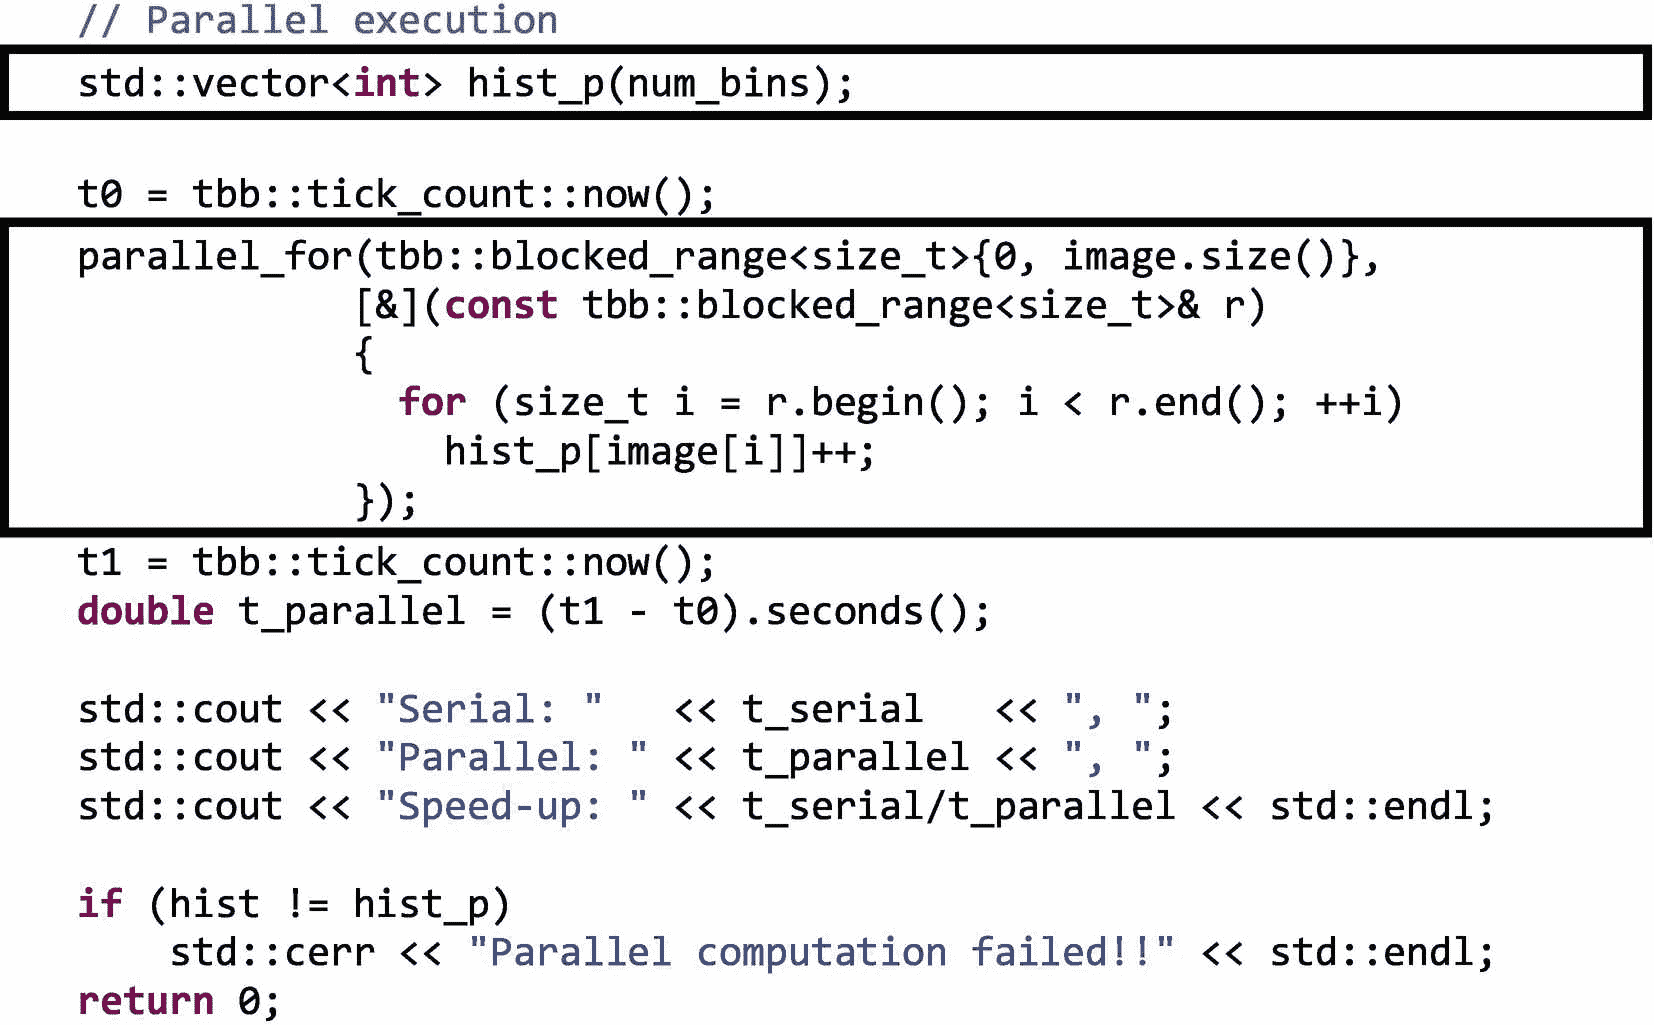 // Parallel execution
std::vector<int> hist_p(num_bins);
t0 = tbb::tick_count::now();
parallel_for(tbb::blocked_range<size_t>{0, image.size()},
[&](const tbb::blocked_range<size_t>& r)
{
for (size_t i = r.begin(); i < r.end(); ++i)
hist_p[image[i]]++;
});
t1 = tbb::tick_count::now();
double t_parallel = (t1 - t0).seconds();
std::cout << "Serial: "   << t_serial   << ", ";
std::cout << "Parallel: " << t_parallel << ", ";
std::cout << "Speed-up: " << t_serial/t_parallel << std::endl;
if (hist != hist_p)
std::cerr << "Parallel computation failed!!" << std::endl;
return 0;